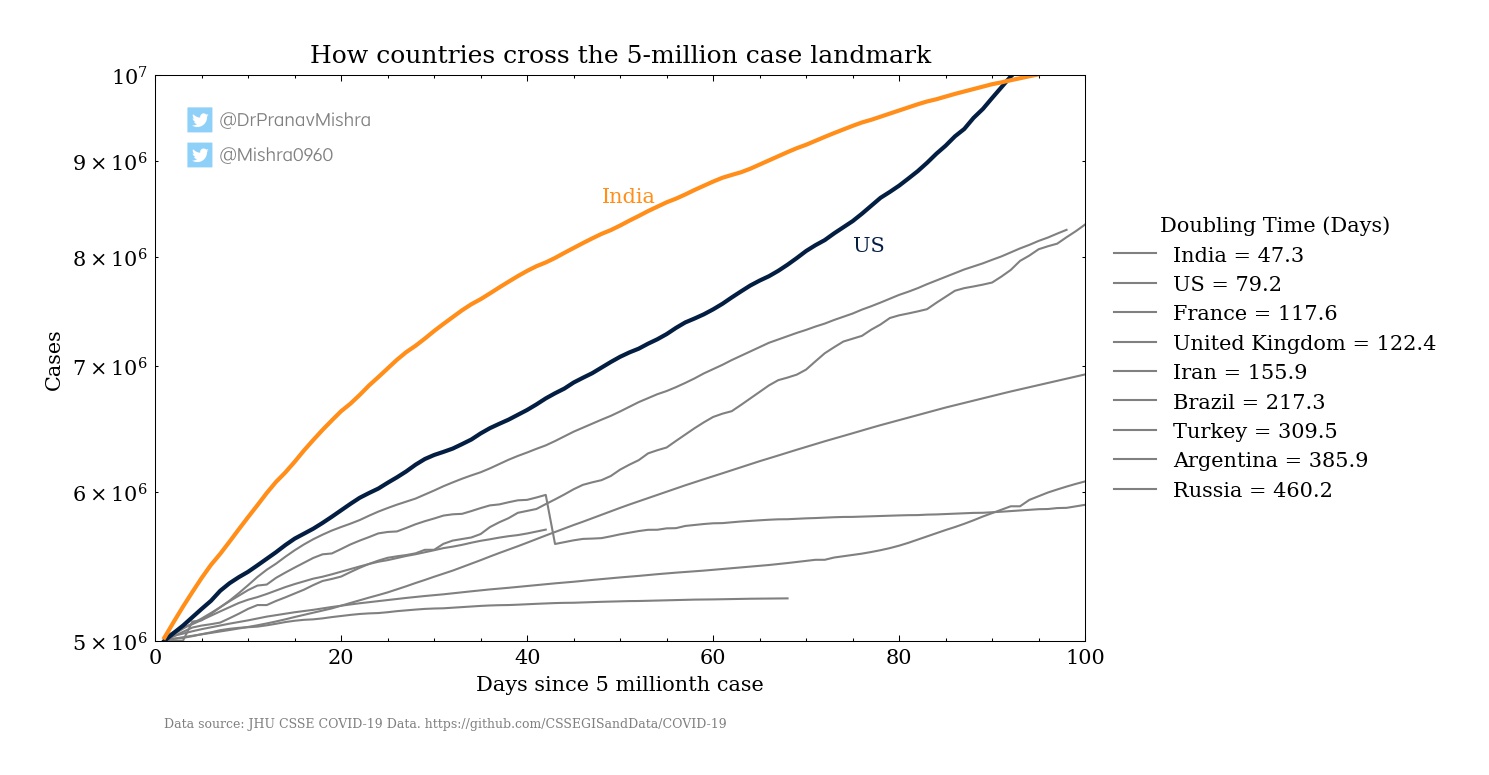 How countries cross the 5-million case landmark
10⁷
9 × 10⁶
8 × 10⁶
7 × 10⁶
6 × 10⁶
5 × 10⁶
Cases
@DrPranavMishra
@Mishra0960
India
US
0 20 40 60 80 100
Days since 5 millionth case
Doubling Time (Days)
India = 47.3
US = 79.2
France = 117.6
United Kingdom = 122.4
Iran = 155.9
Brazil = 217.3
Turkey = 309.5
Argentina = 385.9
Russia = 460.2
Data source: JHU CSSE COVID-19 Data. https://github.com/CSSEGISandData/COVID-19